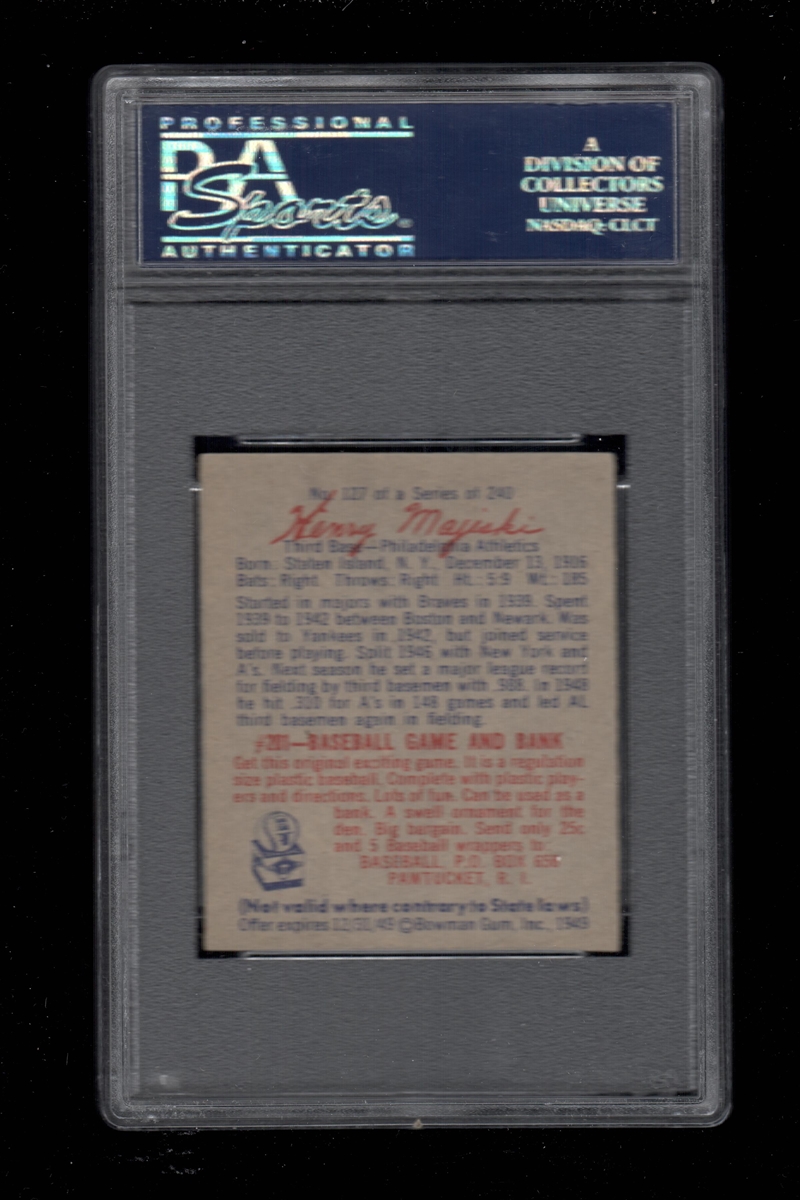 PROFESSIONAL
PSA
Sports
AUTHENTICATOR
A
DIVISION OF
COLLECTORS
UNIVERSE
NASDAQ: CLCT
No. 127 of a Series of 240
Henry Majeski
Third Base—Philadelphia Athletics
Born: Staten Island, N. Y., December 13, 1916
Bats: Right Throws: Right Ht.: 5:9 Wt.: 185
Started in majors with Braves in 1939. Spent
1939 to 1942 between Boston and Newark. Was
sold to Yankees in 1942, but joined service
before playing. Split 1946 with New York and
A's. Next season he set a major league record
for fielding by third basemen with .988. In 1948
he hit .310 for A's in 148 games and led AL
third basemen again in fielding.
#201—BASEBALL GAME AND BANK
Get this original exciting game. It is a regulation
size plastic baseball. Complete with plastic play-
ers and directions. Lots of fun. Can be used as a
bank. A swell ornament for the
den. Big bargain. Send only 25c
and 5 Baseball wrappers to:
BASEBALL, P.O. BOX 656
PAWTUCKET, R. I.
(Not valid where contrary to State laws)
Offer expires 12/31/49 ©Bowman Gum, Inc., 1949